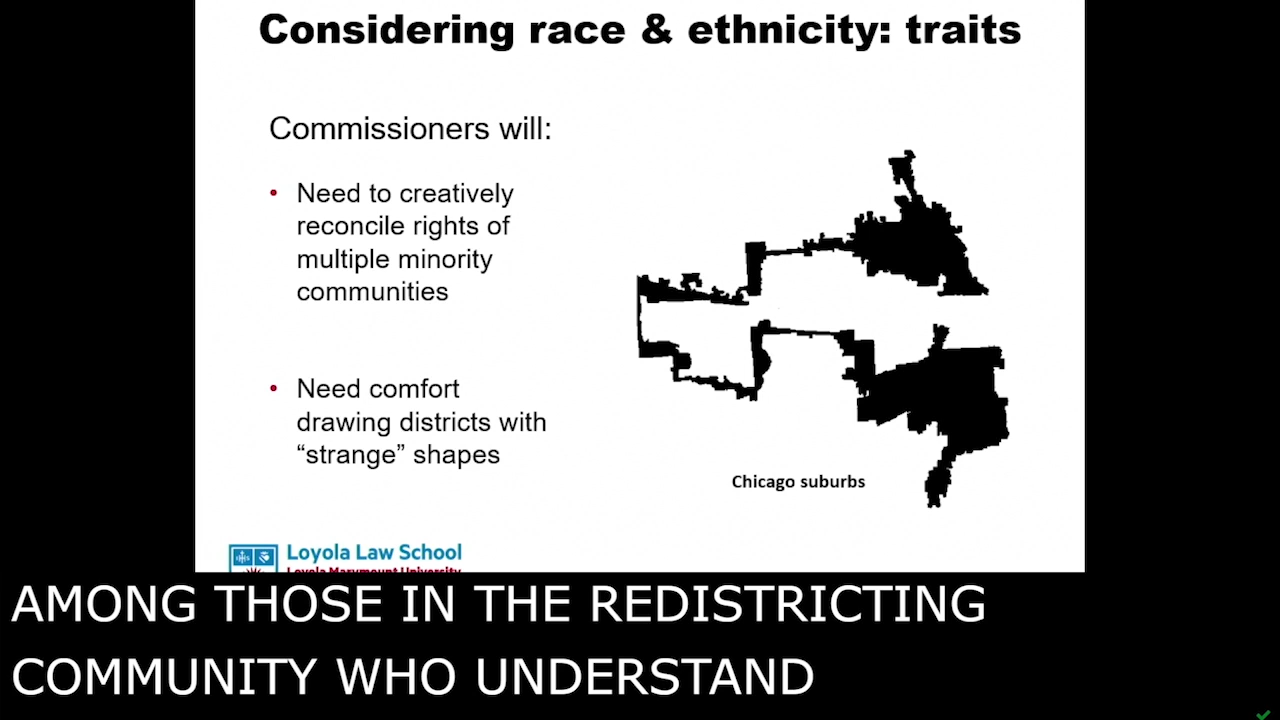 Considering race & ethnicity: traits
Commissioners will:
• Need to creatively
reconcile rights of
multiple minority
communities
• Need comfort
drawing districts with
“strange” shapes
Chicago suburbs
Loyola Law School
Loyola Marymount University
AMONG THOSE IN THE REDISTRICTING
COMMUNITY WHO UNDERSTAND